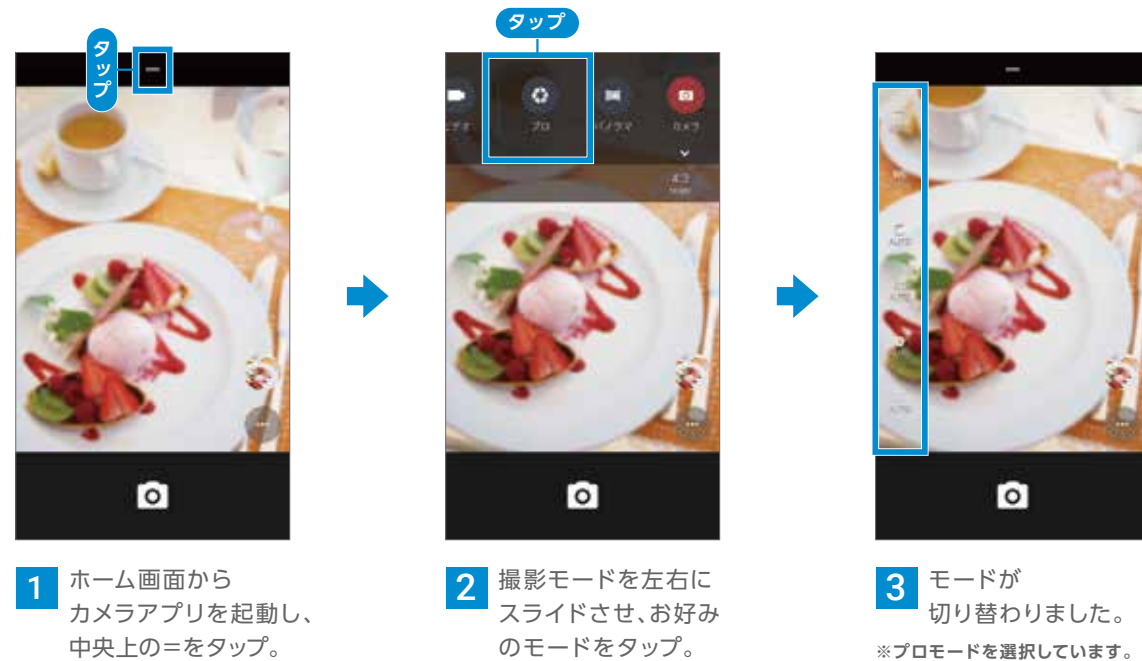 タップ
タップ
プロ
パノラマ
カメラ
4:3
AUTO
AUTO
1 ホーム画面から
カメラアプリを起動し、
中央上の=をタップ。
2 撮影モードを左右に
スライドさせ、お好み
のモードをタップ。
3 モードが
切り替わりました。
※プロモードを選択しています。